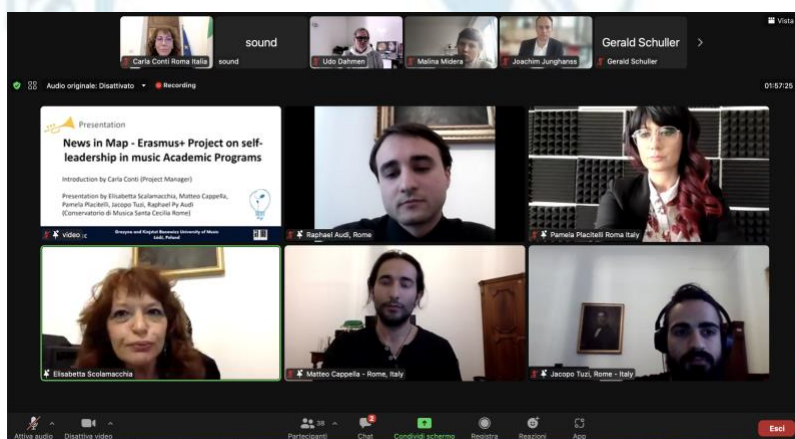 Vista
sound
Gerald Schuller
Carla Conti Roma Italia
sound
Udo Dahmen
Malina Midera
Joachim Junghanss
Gerald Schuller
Audio originale: Disattivato
Recording
01:57:25
Presentation
News in Map - Erasmus+ Project on self-
leadership in music Academic Programs
Introduction by Carla Conti (Project Manager)
Presentation by Elisabetta Scalamacchia, Matteo Cappella,
Pamela Placitelli, Jacopo Tuzi, Raphael Py Audi
(Conservatorio di Musica Santa Cecilia Rome)
Grażyna and Kiejstut Bacewicz University of Music
Łódź, Poland
video
Raphael Audi, Rome
Pamela Placitelli Roma Italy
Elisabetta Scolamacchia
Matteo Cappella - Rome, Italy
Jacopo Tuzi, Rome - Italy
Attiva audio
Disattiva video
38
Partecipanti
2
Chat
Condividi schermo
Registra
Reazioni
App
Esci